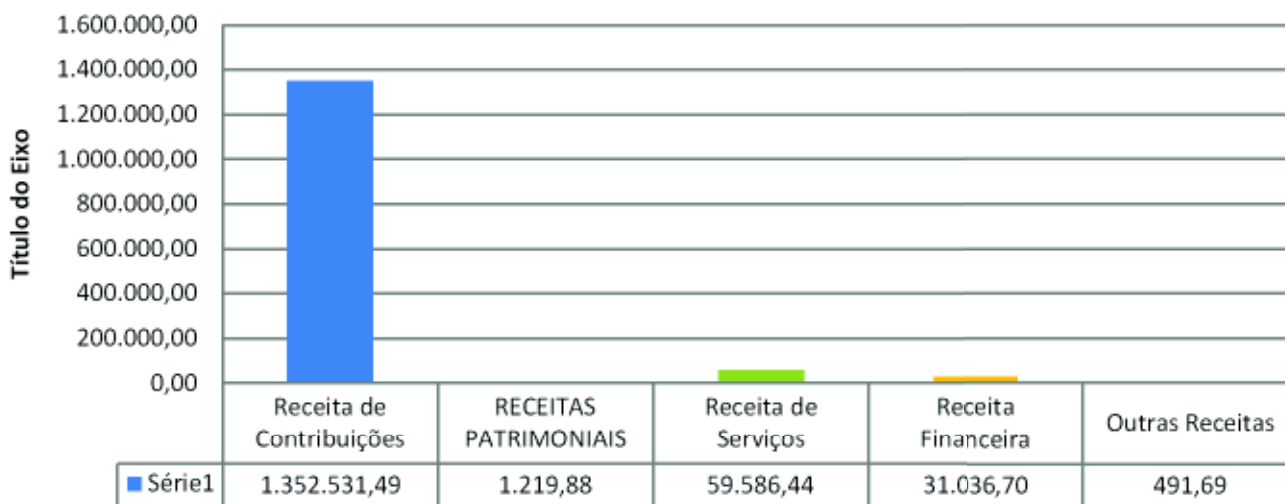 1.600.000,00
1.400.000,00
1.200.000,00
1.000.000,00
800.000,00
600.000,00
400.000,00
200.000,00
0,00
Título do Eixo
Receita de
Contribuições
RECEITAS
PATRIMONIAIS
Receita de
Serviços
Receita
Financeira
Outras Receitas
Série1 1.352.531,49 1.219,88 59.586,44 31.036,70 491,69